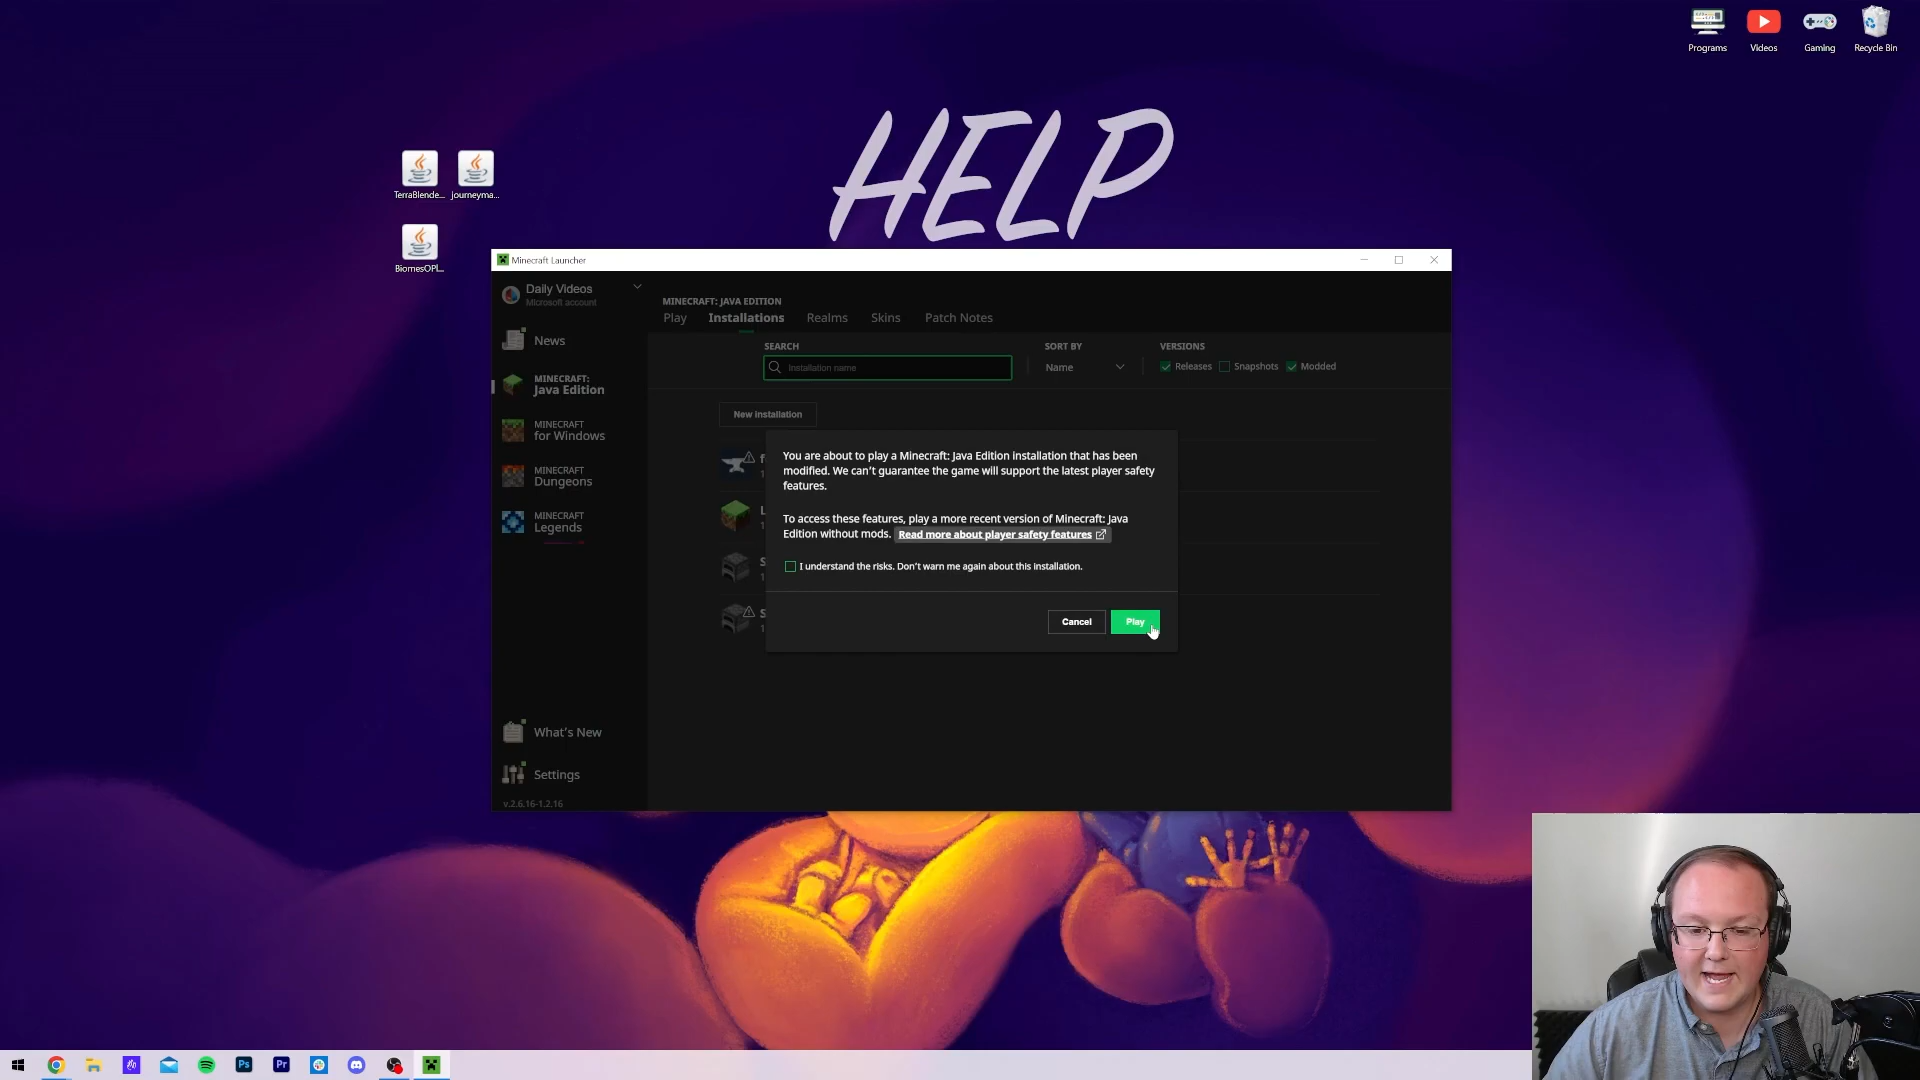 Programs
Videos
Gaming
Recycle Bin
HELP
TerraBlende...
journeyma...
BiomesOPl...
Minecraft Launcher
Daily Videos
Microsoft account
News
MINECRAFT:
Java Edition
MINECRAFT
for Windows
MINECRAFT
Dungeons
MINECRAFT
Legends
What's New
Settings
v.2.6.16-1.2.16
MINECRAFT: JAVA EDITION
Play Installations Realms Skins Patch Notes
SEARCH
Installation name
SORT BY
Name
VERSIONS
Releases Snapshots Modded
New installation
You are about to play a Minecraft: Java Edition installation that has been
modified. We can't guarantee the game will support the latest player safety
features.
To access these features, play a more recent version of Minecraft: Java
Edition without mods. Read more about player safety features
I understand the risks. Don't warn me again about this installation.
Cancel Play
Ps
Pr